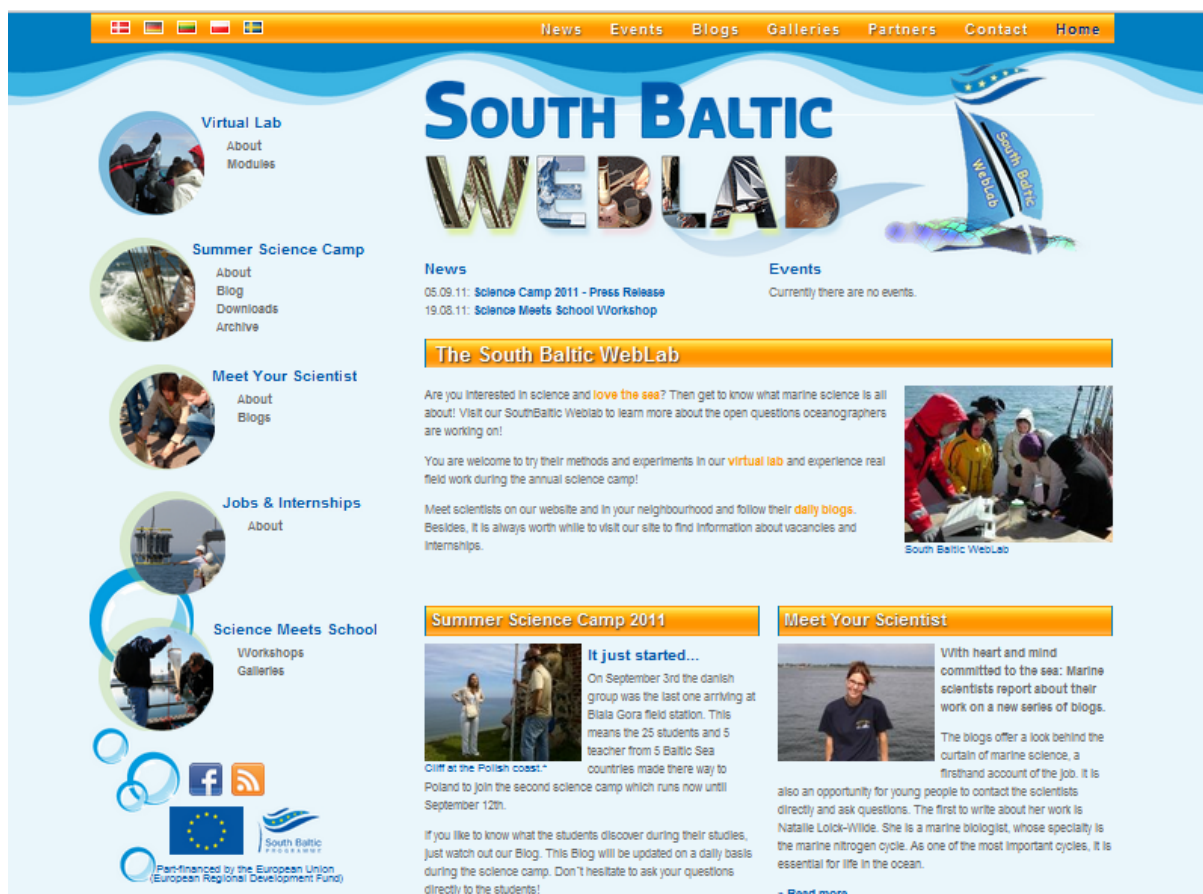 News Events Blogs Galleries Partners Contact Home
SOUTH BALTIC
WEBLAB
South Baltic
WebLab
Virtual Lab
About
Modules
Summer Science Camp
About
Blog
Downloads
Archive
Meet Your Scientist
About
Blogs
Jobs & Internships
About
Science Meets School
Workshops
Galleries
South Baltic
PROGRAMME
Part-financed by the European Union
(European Regional Development Fund)
News
05.09.11: Science Camp 2011 - Press Release
19.08.11: Science Meets School Workshop
Events
Currently there are no events.
The South Baltic WebLab
Are you interested in science and love the sea? Then get to know what marine science is all
about! Visit our SouthBaltic Weblab to learn more about the open questions oceanographers
are working on!
You are welcome to try their methods and experiments in our virtual lab and experience real
field work during the annual science camp!
Meet scientists on our website and in your neighbourhood and follow their daily blogs.
Besides, it is always worth while to visit our site to find information about vacancies and
internships.
South Baltic WebLab
Summer Science Camp 2011
It just started...
On September 3rd the danish
group was the last one arriving at
Biala Gora field station. This
means the 25 students and 5
teacher from 5 Baltic Sea
countries made there way to
Cliff at the Polish coast.*
Poland to join the second science camp which runs now until
September 12th.
If you like to know what the students discover during their studies,
just watch out our Blog. This Blog will be updated on a daily basis
during the science camp. Don`t hesitate to ask your questions
directly to the students!
Meet Your Scientist
With heart and mind
committed to the sea: Marine
scientists report about their
work on a new series of blogs.
The blogs offer a look behind the
curtain of marine science, a
firsthand account of the job. It is
also an opportunity for young people to contact the scientists
directly and ask questions. The first to write about her work is
Natalie Loick-Wilde. She is a marine biologist, whose specialty is
the marine nitrogen cycle. As one of the most important cycles, it is
essential for life in the ocean.
» Read more